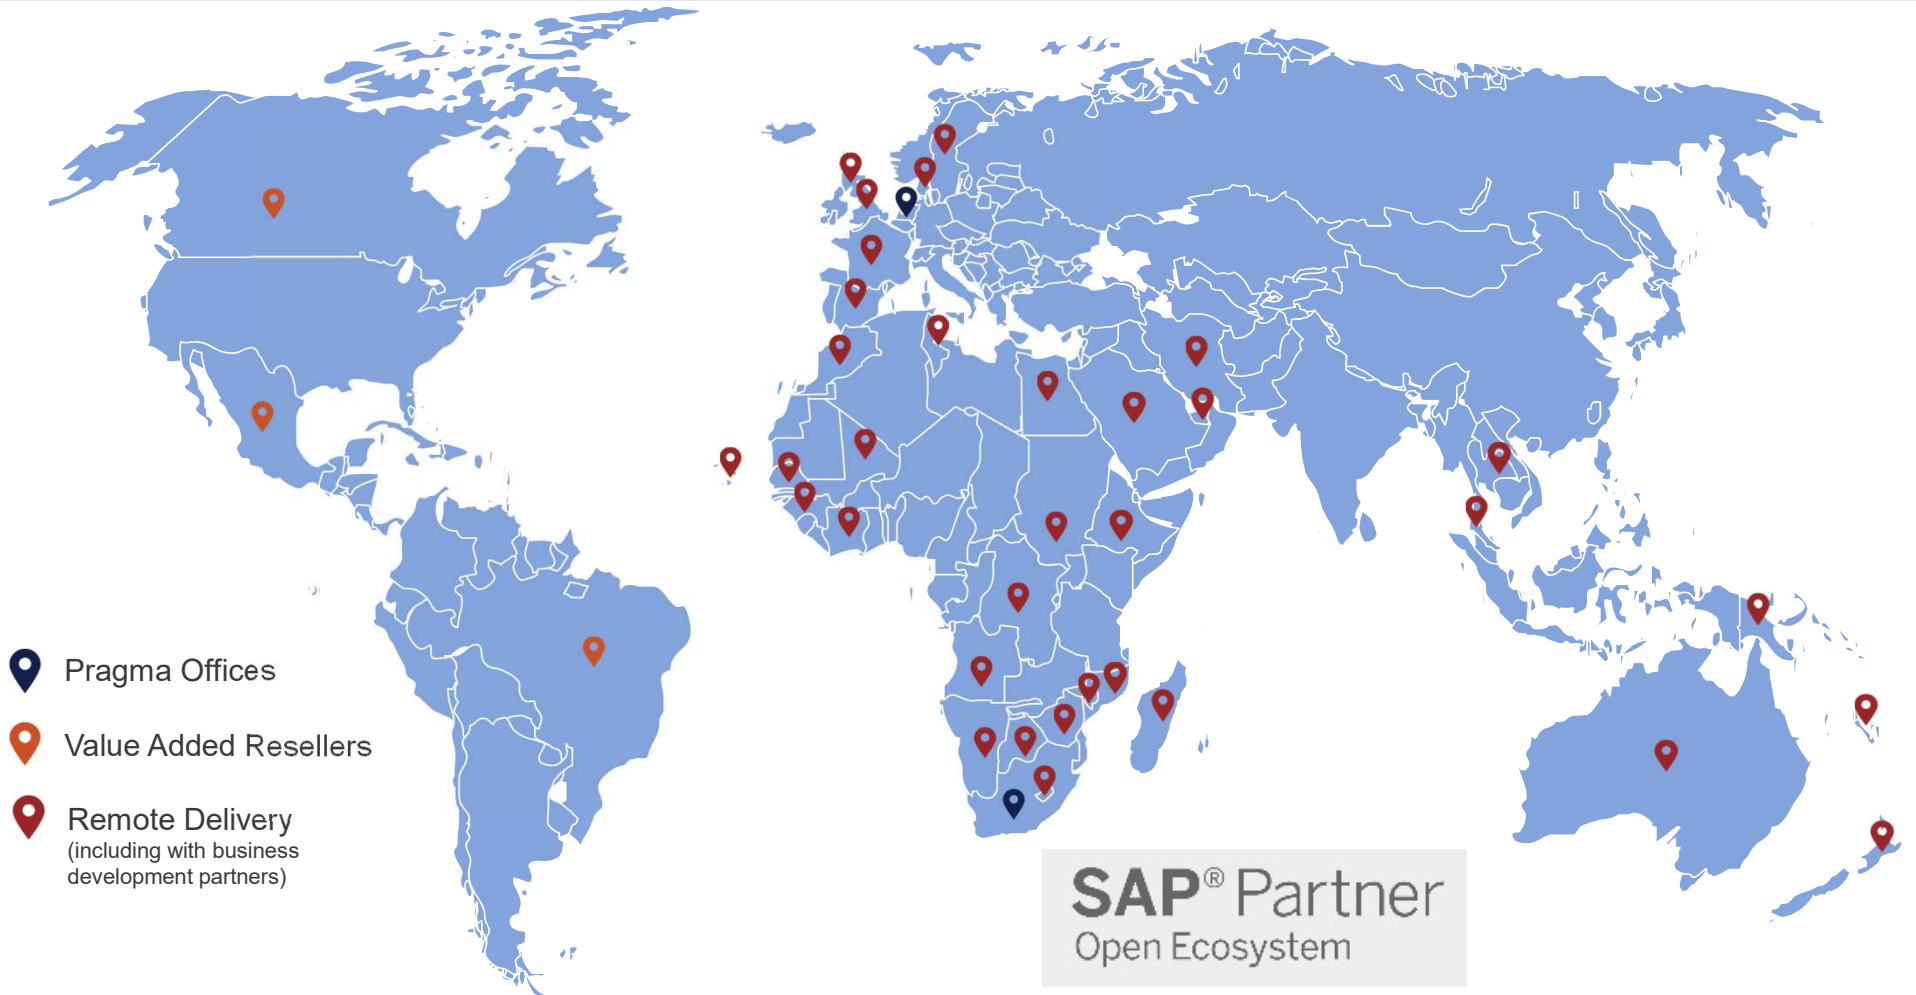 Pragma Offices
Value Added Resellers
Remote Delivery
(including with business
development partners)
SAP® Partner
Open Ecosystem